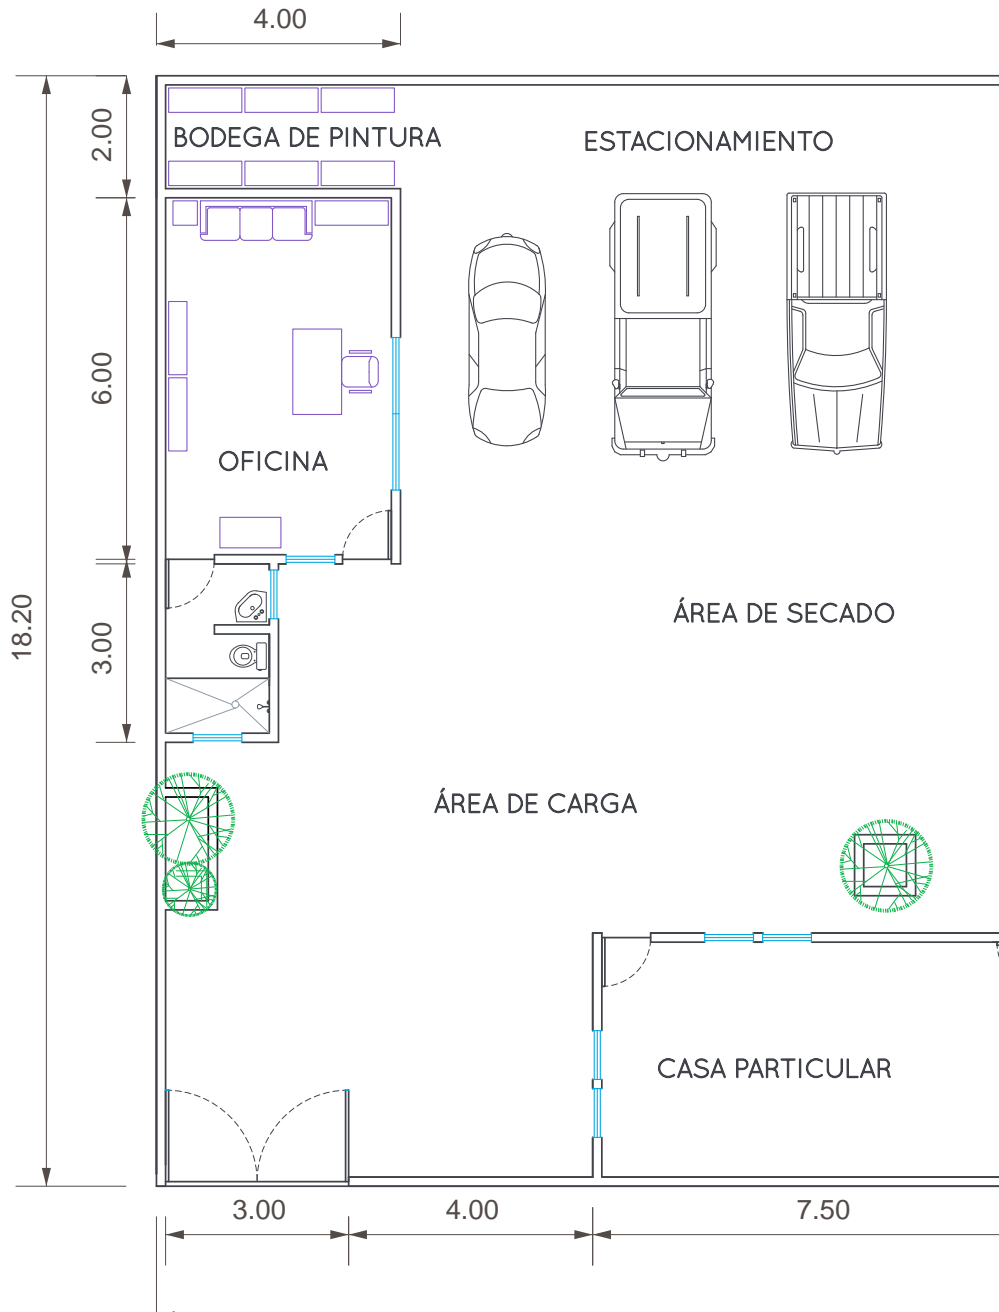 4.00
2.00
BODEGA DE PINTURA
ESTACIONAMIENTO
6.00
OFICINA
18.20
3.00
ÁREA DE SECADO
ÁREA DE CARGA
CASA PARTICULAR
3.00
4.00
7.50